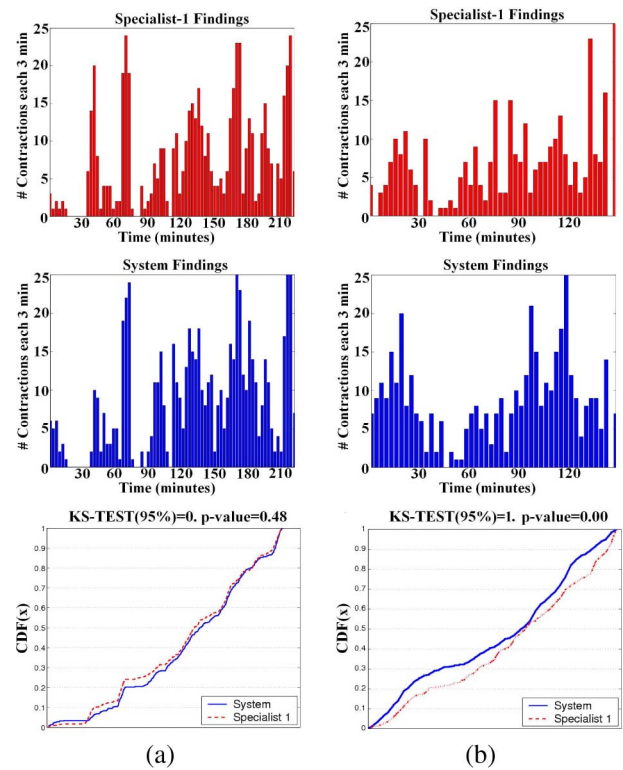 Specialist-1 Findings
# Contractions each 3 min
25
20
15
10
5
0
30 60 90 120 150 180 210
Time (minutes)
Specialist-1 Findings
# Contractions each 3 min
25
20
15
10
5
0
30 60 90 120
Time (minutes)
System Findings
# Contractions each 3 min
25
20
15
10
5
0
30 60 90 120 150 180 210
Time (minutes)
System Findings
# Contractions each 3 min
25
20
15
10
5
0
30 60 90 120
Time (minutes)
KS-TEST(95%)=0. p-value=0.48
CDF(x)
1
0.9
0.8
0.7
0.6
0.5
0.4
0.3
0.2
0.1
0
System
Specialist 1
(a)
KS-TEST(95%)=1. p-value=0.00
CDF(x)
1
0.9
0.8
0.7
0.6
0.5
0.4
0.3
0.2
0.1
0
System
Specialist 1
(b)